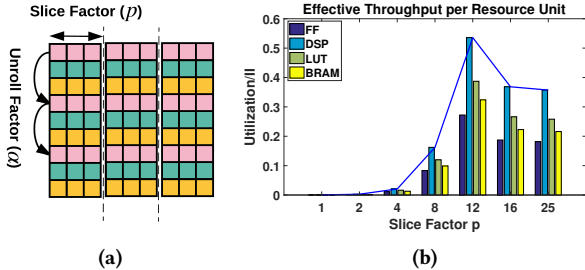 Slice Factor (p)
Unroll Factor (α)
(a)
Effective Throughput per Resource Unit
FF
DSP
LUT
BRAM
Utilization/II
0.6
0.5
0.4
0.3
0.2
0.1
0
1 2 4 8 12 16 25
Slice Factor p
(b)